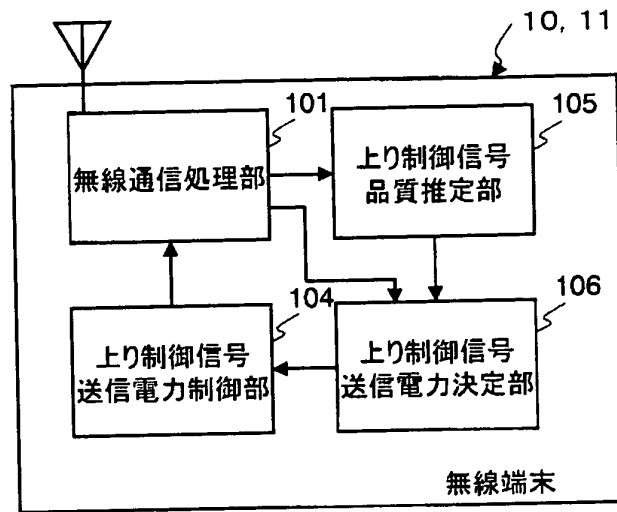 10, 11
101
無線通信処理部
105
上り制御信号
品質推定部
104
上り制御信号
送信電力制御部
106
上り制御信号
送信電力決定部
無線端末